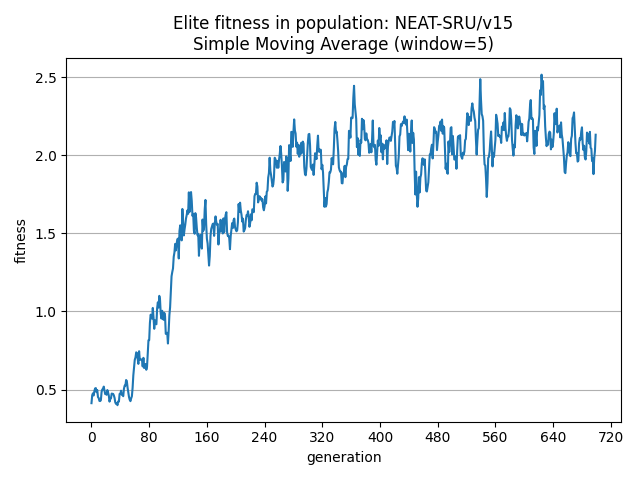 Elite fitness in population: NEAT-SRU/v15
Simple Moving Average (window=5)
2.5
2.0
1.5
1.0
0.5
fitness
0 80 160 240 320 400 480 560 640 720
generation